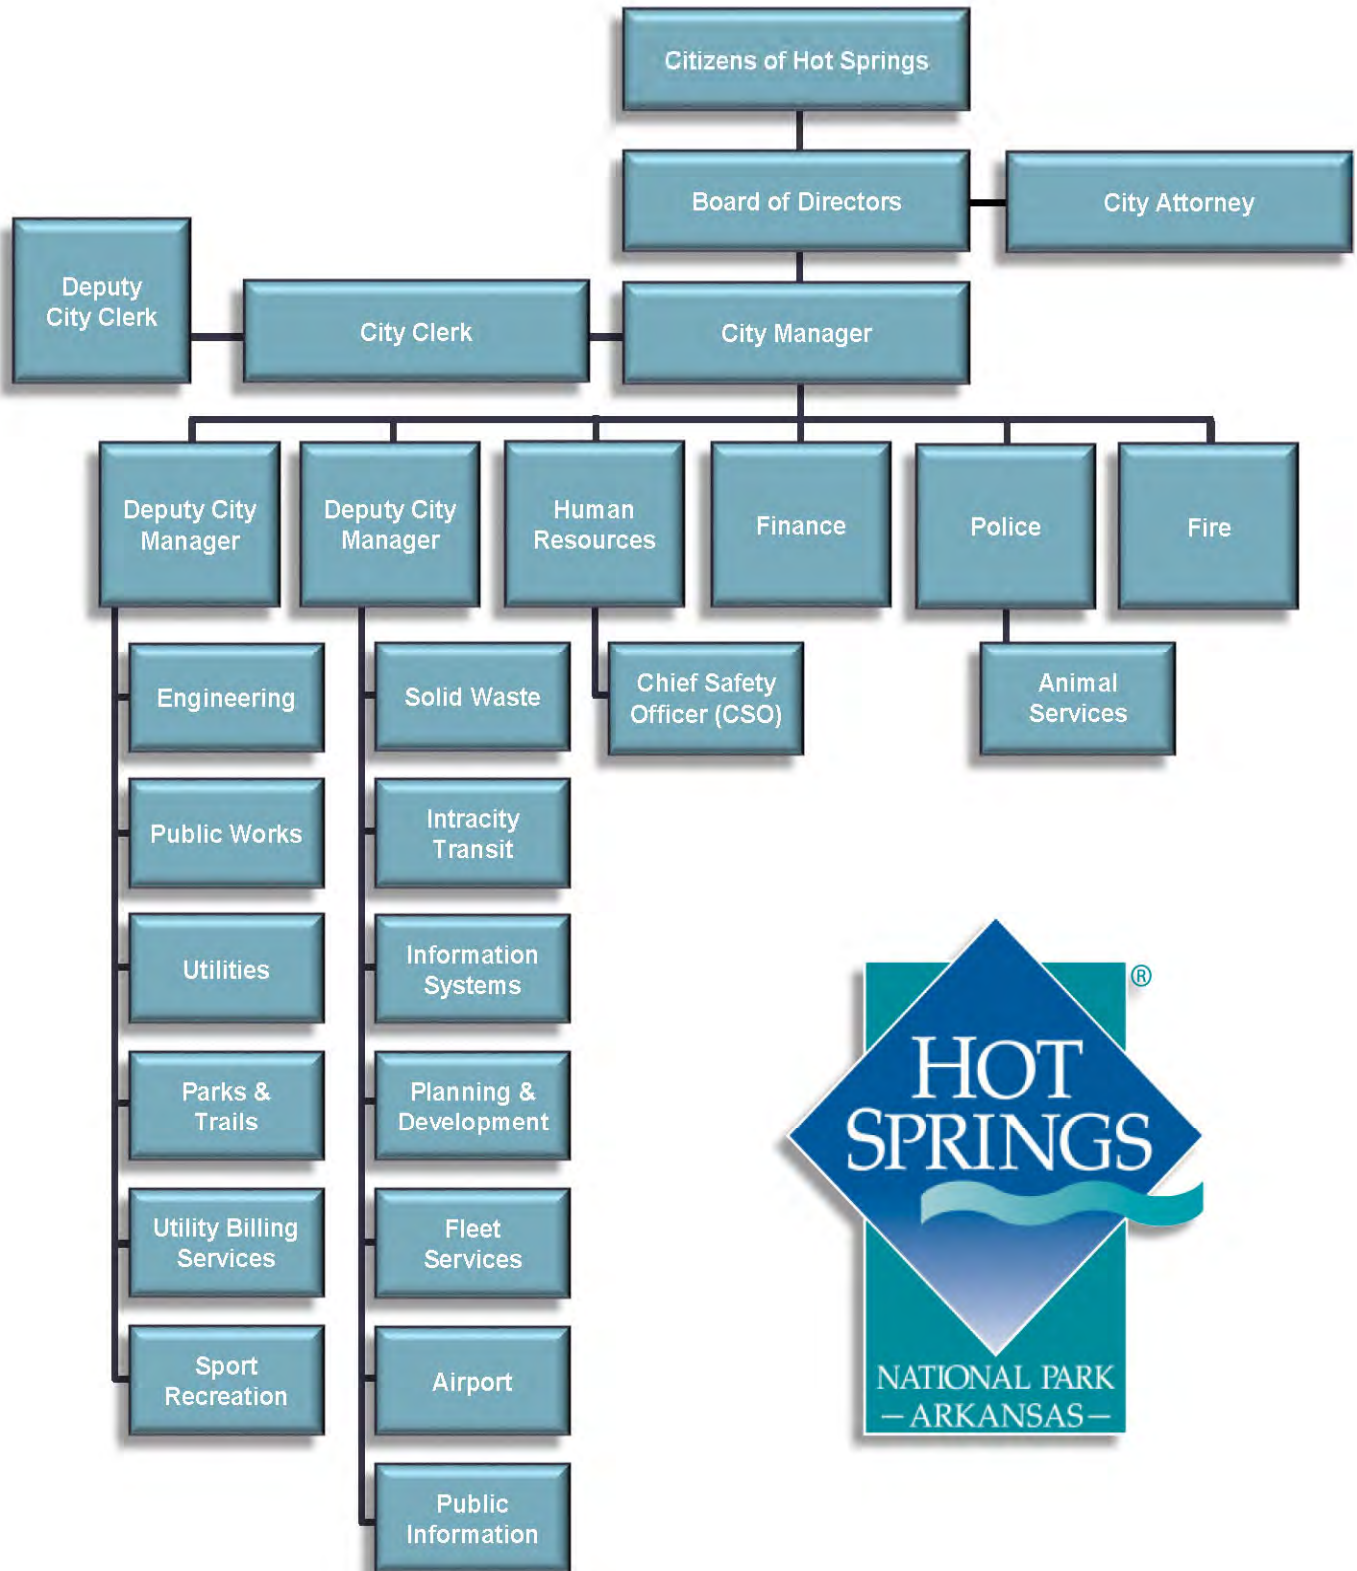 Citizens of Hot Springs
Board of Directors
City Attorney
Deputy
City Clerk
City Clerk
City Manager
Deputy City
Manager
Deputy City
Manager
Human
Resources
Finance
Police
Fire
Engineering
Public Works
Utilities
Parks &
Trails
Utility Billing
Services
Sport
Recreation
Solid Waste
Intracity
Transit
Information
Systems
Planning &
Development
Fleet
Services
Airport
Public
Information
Chief Safety
Officer (CSO)
Animal
Services
®
HOT
SPRINGS
NATIONAL PARK
–ARKANSAS–